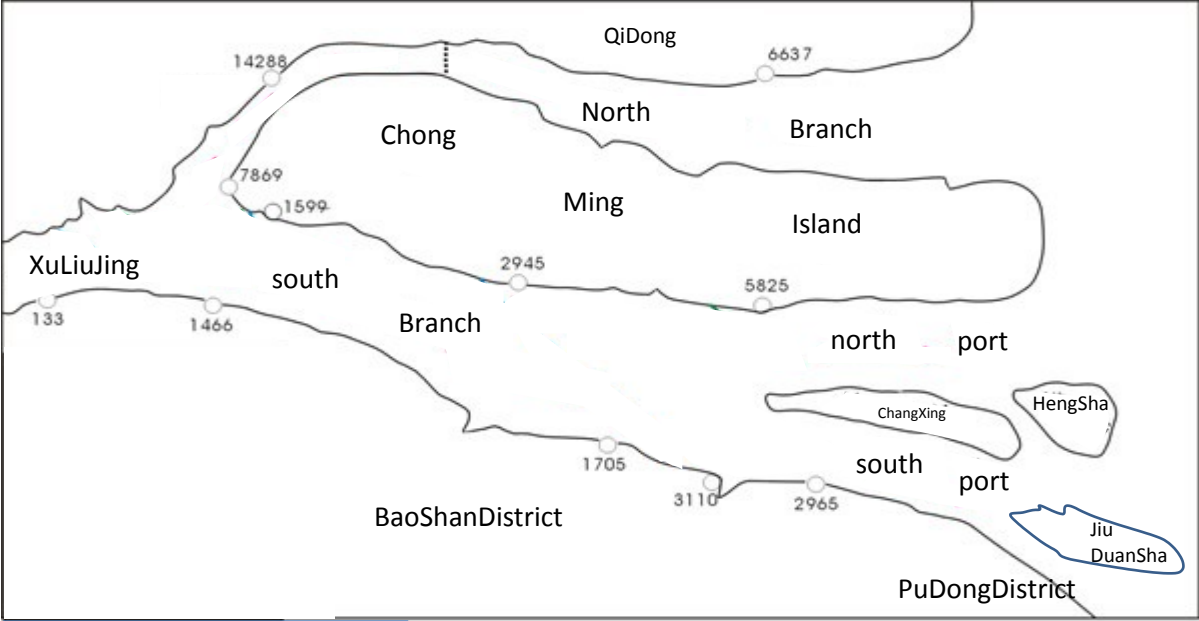 QiDong
14288
6637
North
Branch
Chong
7869
1599
Ming
Island
XuLiuJing
south
2945
5825
133
1466
Branch
north port
HengSha
ChangXing
1705
south
port
3110
2965
BaoShanDistrict
Jiu
DuanSha
PuDongDistrict